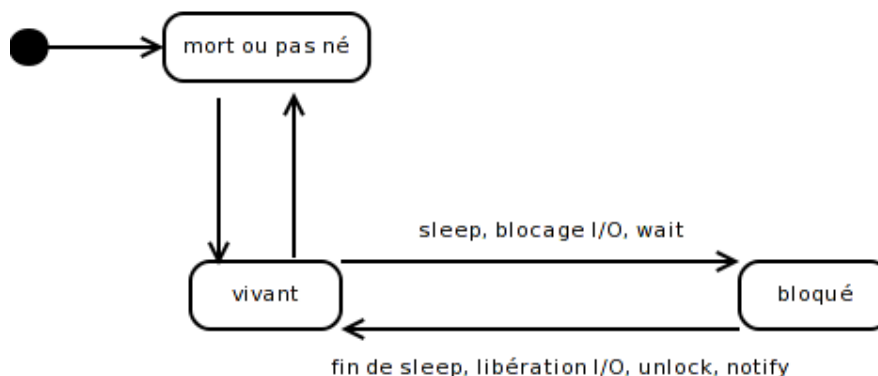 mort ou pas né
sleep, blocage I/O, wait
vivant
bloqué
fin de sleep, libération I/O, unlock, notify